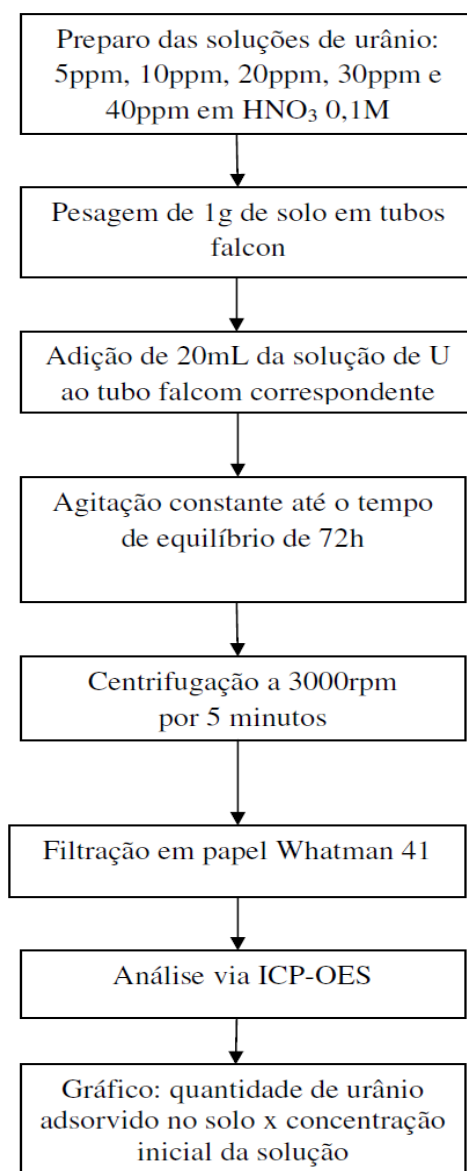 Preparo das soluções de urânio:
5ppm, 10ppm, 20ppm, 30ppm e
40ppm em HNO₃ 0,1M
Pesagem de 1g de solo em tubos
falcon
Adição de 20mL da solução de U
ao tubo falcom correspondente
Agitação constante até o tempo
de equilíbrio de 72h
Centrifugação a 3000rpm
por 5 minutos
Filtração em papel Whatman 41
Análise via ICP-OES
Gráfico: quantidade de urânio
adsorvido no solo x concentração
inicial da solução